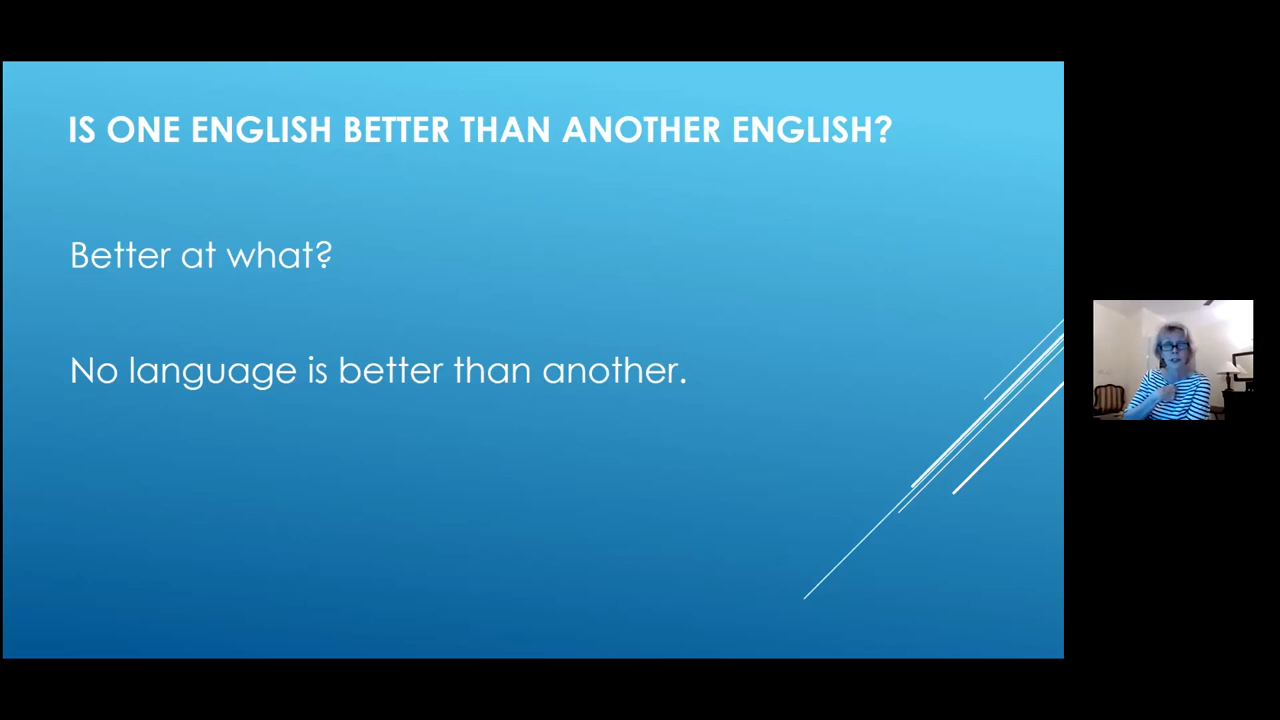 IS ONE ENGLISH BETTER THAN ANOTHER ENGLISH?
Better at what?
No language is better than another.